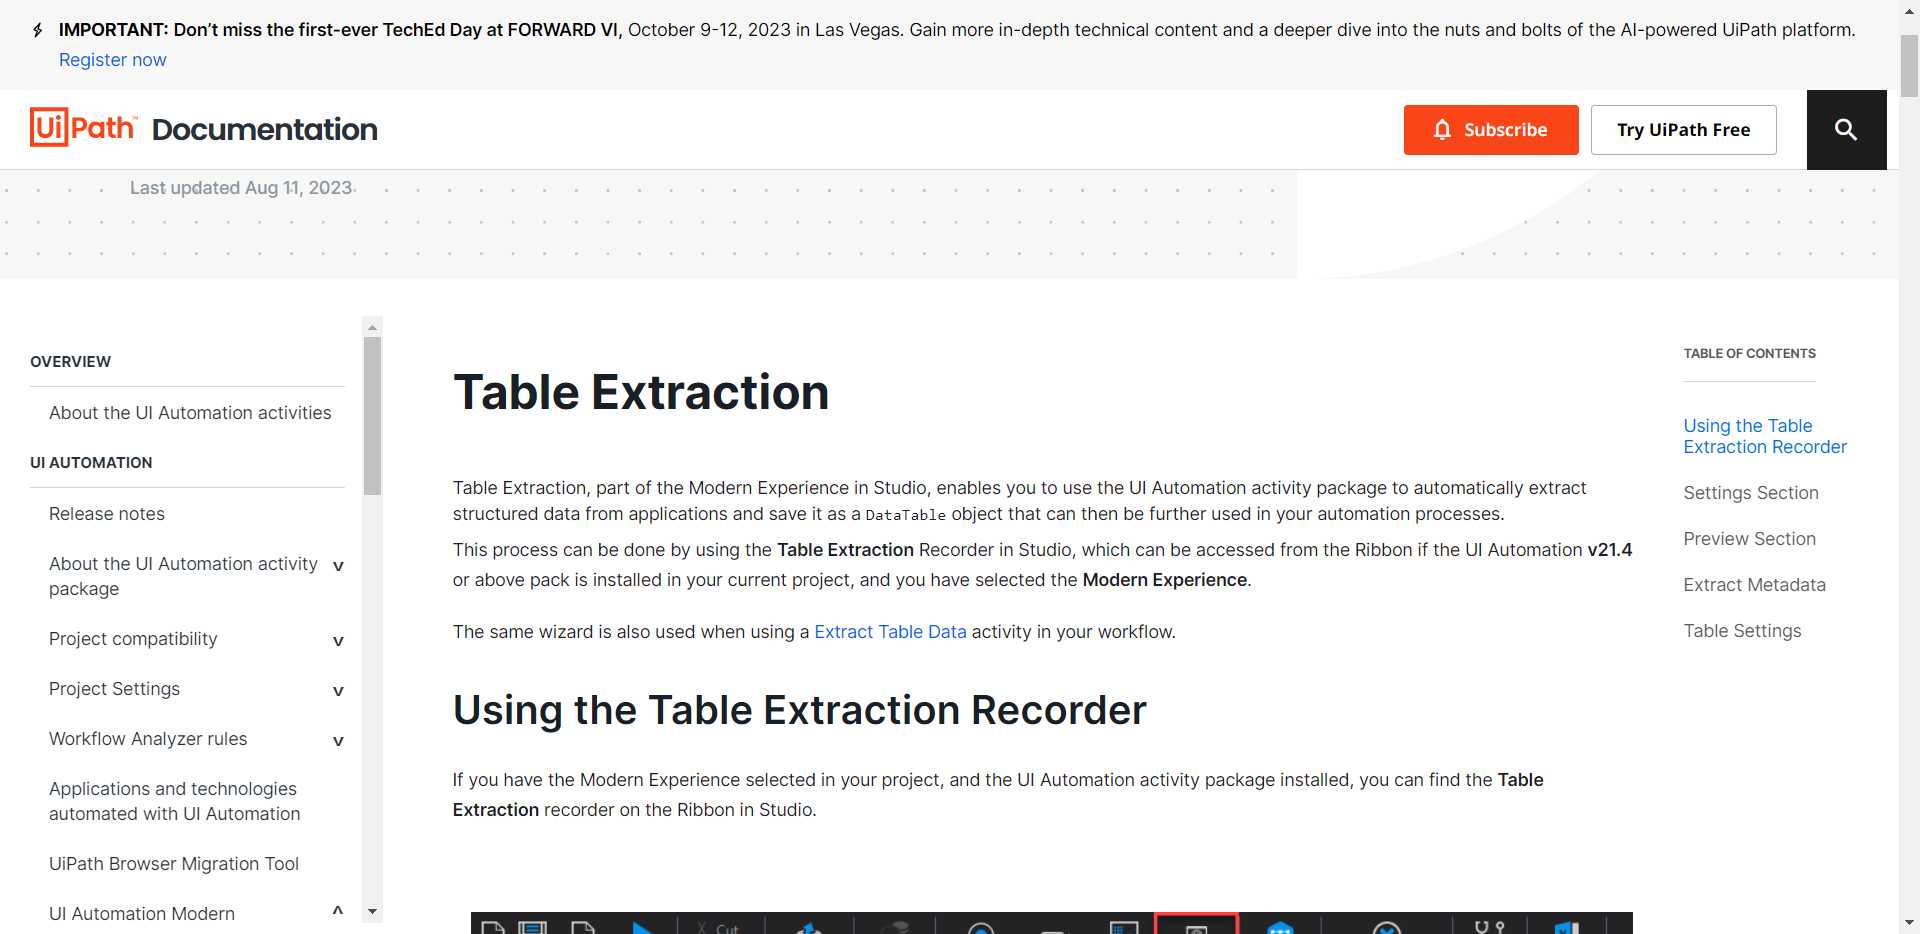 IMPORTANT: Don’t miss the first-ever TechEd Day at FORWARD VI, October 9-12, 2023 in Las Vegas. Gain more in-depth technical content and a deeper dive into the nuts and bolts of the AI-powered UiPath platform.
Register now
UiPath™ Documentation
Subscribe
Try UiPath Free
Last updated Aug 11, 2023
OVERVIEW
About the UI Automation activities
UI AUTOMATION
Release notes
About the UI Automation activity
package
Project compatibility
Project Settings
Workflow Analyzer rules
Applications and technologies
automated with UI Automation
UiPath Browser Migration Tool
UI Automation Modern
Table Extraction
Table Extraction, part of the Modern Experience in Studio, enables you to use the UI Automation activity package to automatically extract
structured data from applications and save it as a DataTable object that can then be further used in your automation processes.
This process can be done by using the Table Extraction Recorder in Studio, which can be accessed from the Ribbon if the UI Automation v21.4
or above pack is installed in your current project, and you have selected the Modern Experience.
The same wizard is also used when using a Extract Table Data activity in your workflow.
Using the Table Extraction Recorder
If you have the Modern Experience selected in your project, and the UI Automation activity package installed, you can find the Table
Extraction recorder on the Ribbon in Studio.
Cut
TABLE OF CONTENTS
Using the Table
Extraction Recorder
Settings Section
Preview Section
Extract Metadata
Table Settings